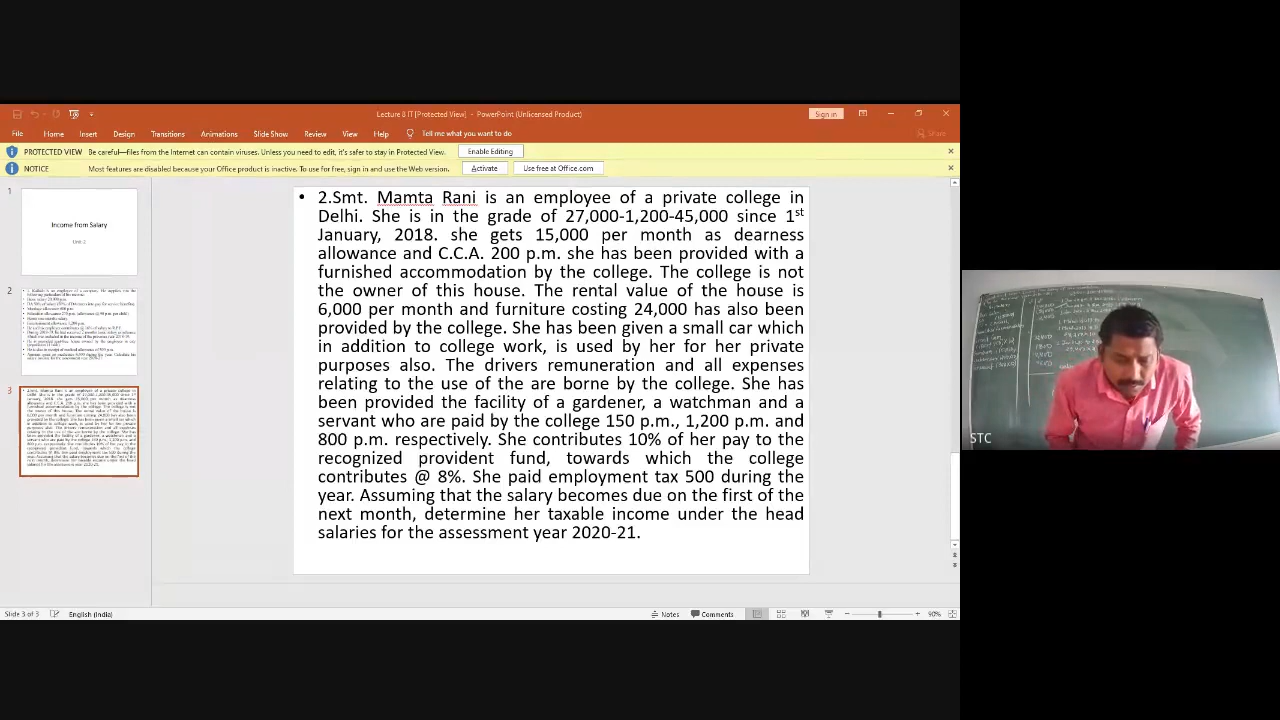 Lecture 8 IT [Protected View] - PowerPoint (Unlicensed Product)
Sign in
File Home Insert Design Transitions Animations Slide Show Review View Help Tell me what you want to do
Share
PROTECTED VIEW Be careful—files from the Internet can contain viruses. Unless you need to edit, it's safer to stay in Protected View. Enable Editing
NOTICE Most features are disabled because your Office product is inactive. To use for free, sign in and use the Web version. Activate Use free at Office.com
1
Income from Salary
Unit 2
2
3
• 2.Smt. Mamta Rani is an employee of a private college in
Delhi. She is in the grade of 27,000-1,200-45,000 since 1st
January, 2018. she gets 15,000 per month as dearness
allowance and C.C.A. 200 p.m. she has been provided with a
furnished accommodation by the college. The college is not
the owner of this house. The rental value of the house is
6,000 per month and furniture costing 24,000 has also been
provided by the college. She has been given a small car which
in addition to college work, is used by her for her private
purposes also. The drivers remuneration and all expenses
relating to the use of the are borne by the college. She has
been provided the facility of a gardener, a watchman and a
servant who are paid by the college 150 p.m., 1,200 p.m. and
800 p.m. respectively. She contributes 10% of her pay to the
recognized provident fund, towards which the college
contributes @ 8%. She paid employment tax 500 during the
year. Assuming that the salary becomes due on the first of the
next month, determine her taxable income under the head
salaries for the assessment year 2020-21.
STC
Slide 3 of 3 English (India) Notes Comments 90%